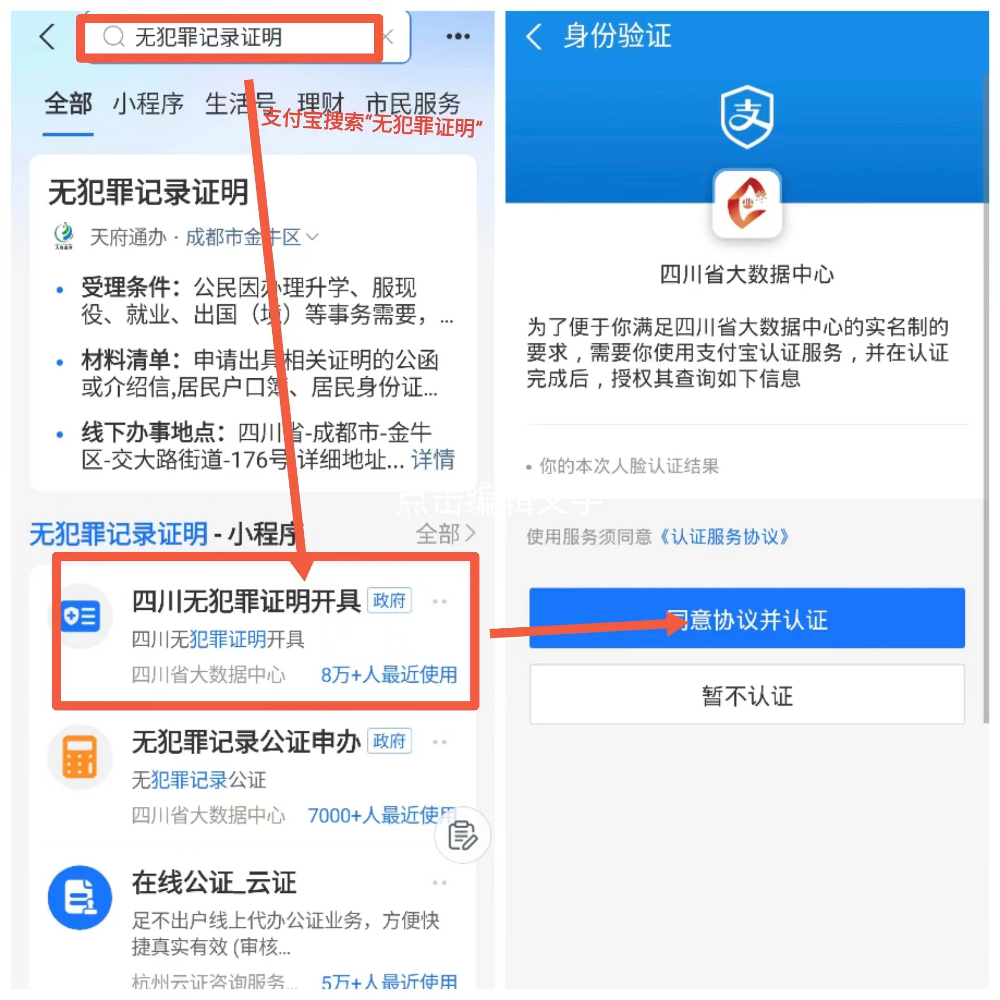 无犯罪记录证明
全部 小程序 生活号 理财 市民服务
支付宝搜索“无犯罪证明”
无犯罪记录证明
天府通办 · 成都市金牛区
受理条件：公民因办理升学、服现
役、就业、出国（境）等事务需要，...
材料清单：申请出具相关证明的公函
或介绍信,居民户口簿、居民身份证...
线下办事地点：四川省-成都市-金牛
区-交大路街道-176号 详细地址... 详情
无犯罪记录证明 - 小程序 全部
四川无犯罪证明开具 政府
四川无犯罪证明开具
四川省大数据中心 8万+人最近使用
无犯罪记录公证申办 政府
无犯罪记录公证
四川省大数据中心 7000+人最近使用
在线公证_云证
足不出户线上代办公证业务，方便快
捷真实有效 (审核...
杭州云证咨询服务... 5万+人最近使用
点击编辑文字
身份验证
支
四川省大数据中心
为了便于你满足四川省大数据中心的实名制的
要求，需要你使用支付宝认证服务，并在认证
完成后，授权其查询如下信息
• 你的本次人脸认证结果
使用服务须同意《认证服务协议》
同意协议并认证
暂不认证